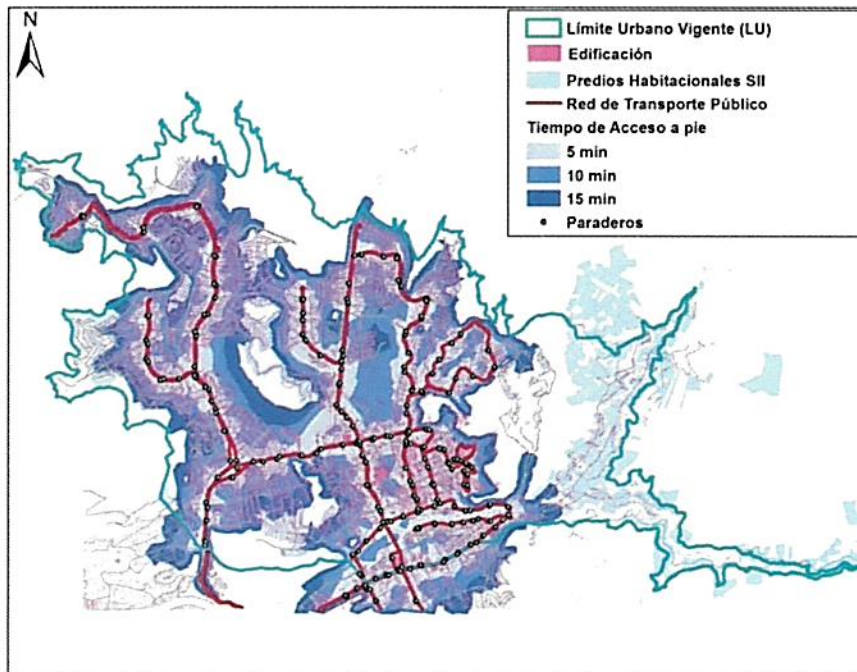 N
Límite Urbano Vigente (LU)
Edificación
Predios Habitacionales SII
Red de Transporte Público
Tiempo de Acceso a pie
5 min
10 min
15 min
Paraderos